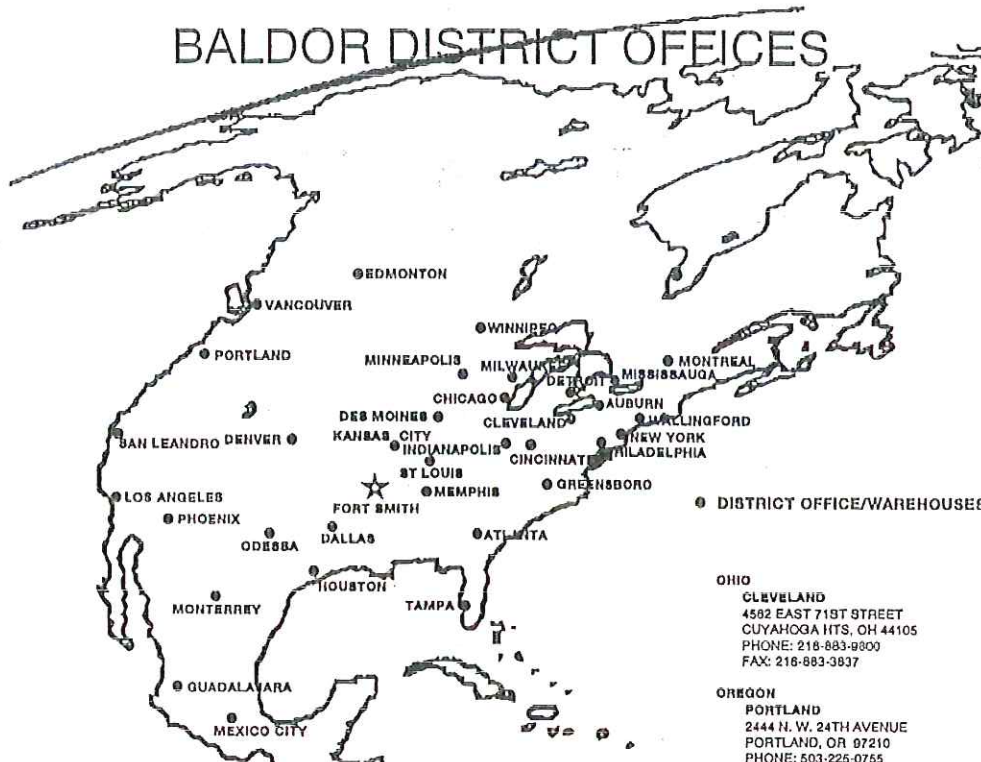 BALDOR DISTRICT OFFICES
EDMONTON
VANCOUVER
WINNIPEG
PORTLAND
MINNEAPOLIS
MILWAUKEE
MONTREAL
DETROIT
MISSISSAUGA
CHICAGO
AUBURN
DES MOINES
CLEVELAND
WALLINGFORD
SAN LEANDRO
DENVER
KANSAS CITY
NEW YORK
INDIANAPOLIS
CINCINNATI
PHILADELPHIA
ST LOUIS
LOS ANGELES
MEMPHIS
GREENSBORO
FORT SMITH
DISTRICT OFFICE/WAREHOUSES
PHOENIX
ODESSA
DALLAS
ATLANTA
HOUSTON
MONTERREY
TAMPA
GUADALAJARA
MEXICO CITY
OHIO
CLEVELAND
4582 EAST 71ST STREET
CUYAHOGA HTS, OH 44105
PHONE: 216-883-9800
FAX: 216-883-3837
OREGON
PORTLAND
2444 N. W. 24TH AVENUE
PORTLAND, OR 97210
PHONE: 503-225-0755